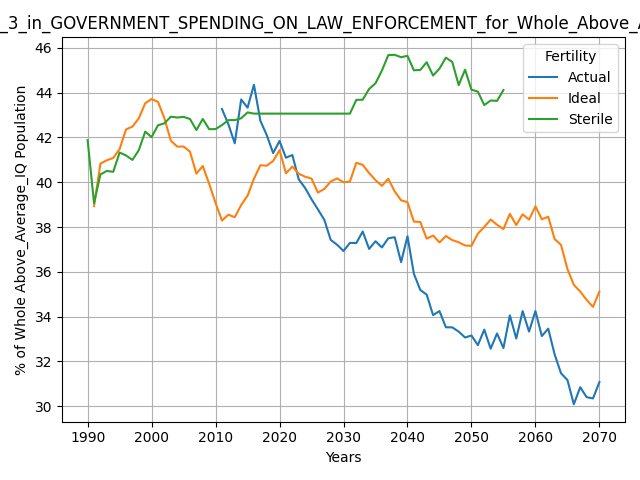 _3_in_GOVERNMENT_SPENDING_ON_LAW_ENFORCEMENT_for_Whole_Above_A
46
44
42
40
38
36
34
32
30
% of Whole Above_Average_IQ Population
Fertility
Actual
Ideal
Sterile
1990 2000 2010 2020 2030 2040 2050 2060 2070
Years